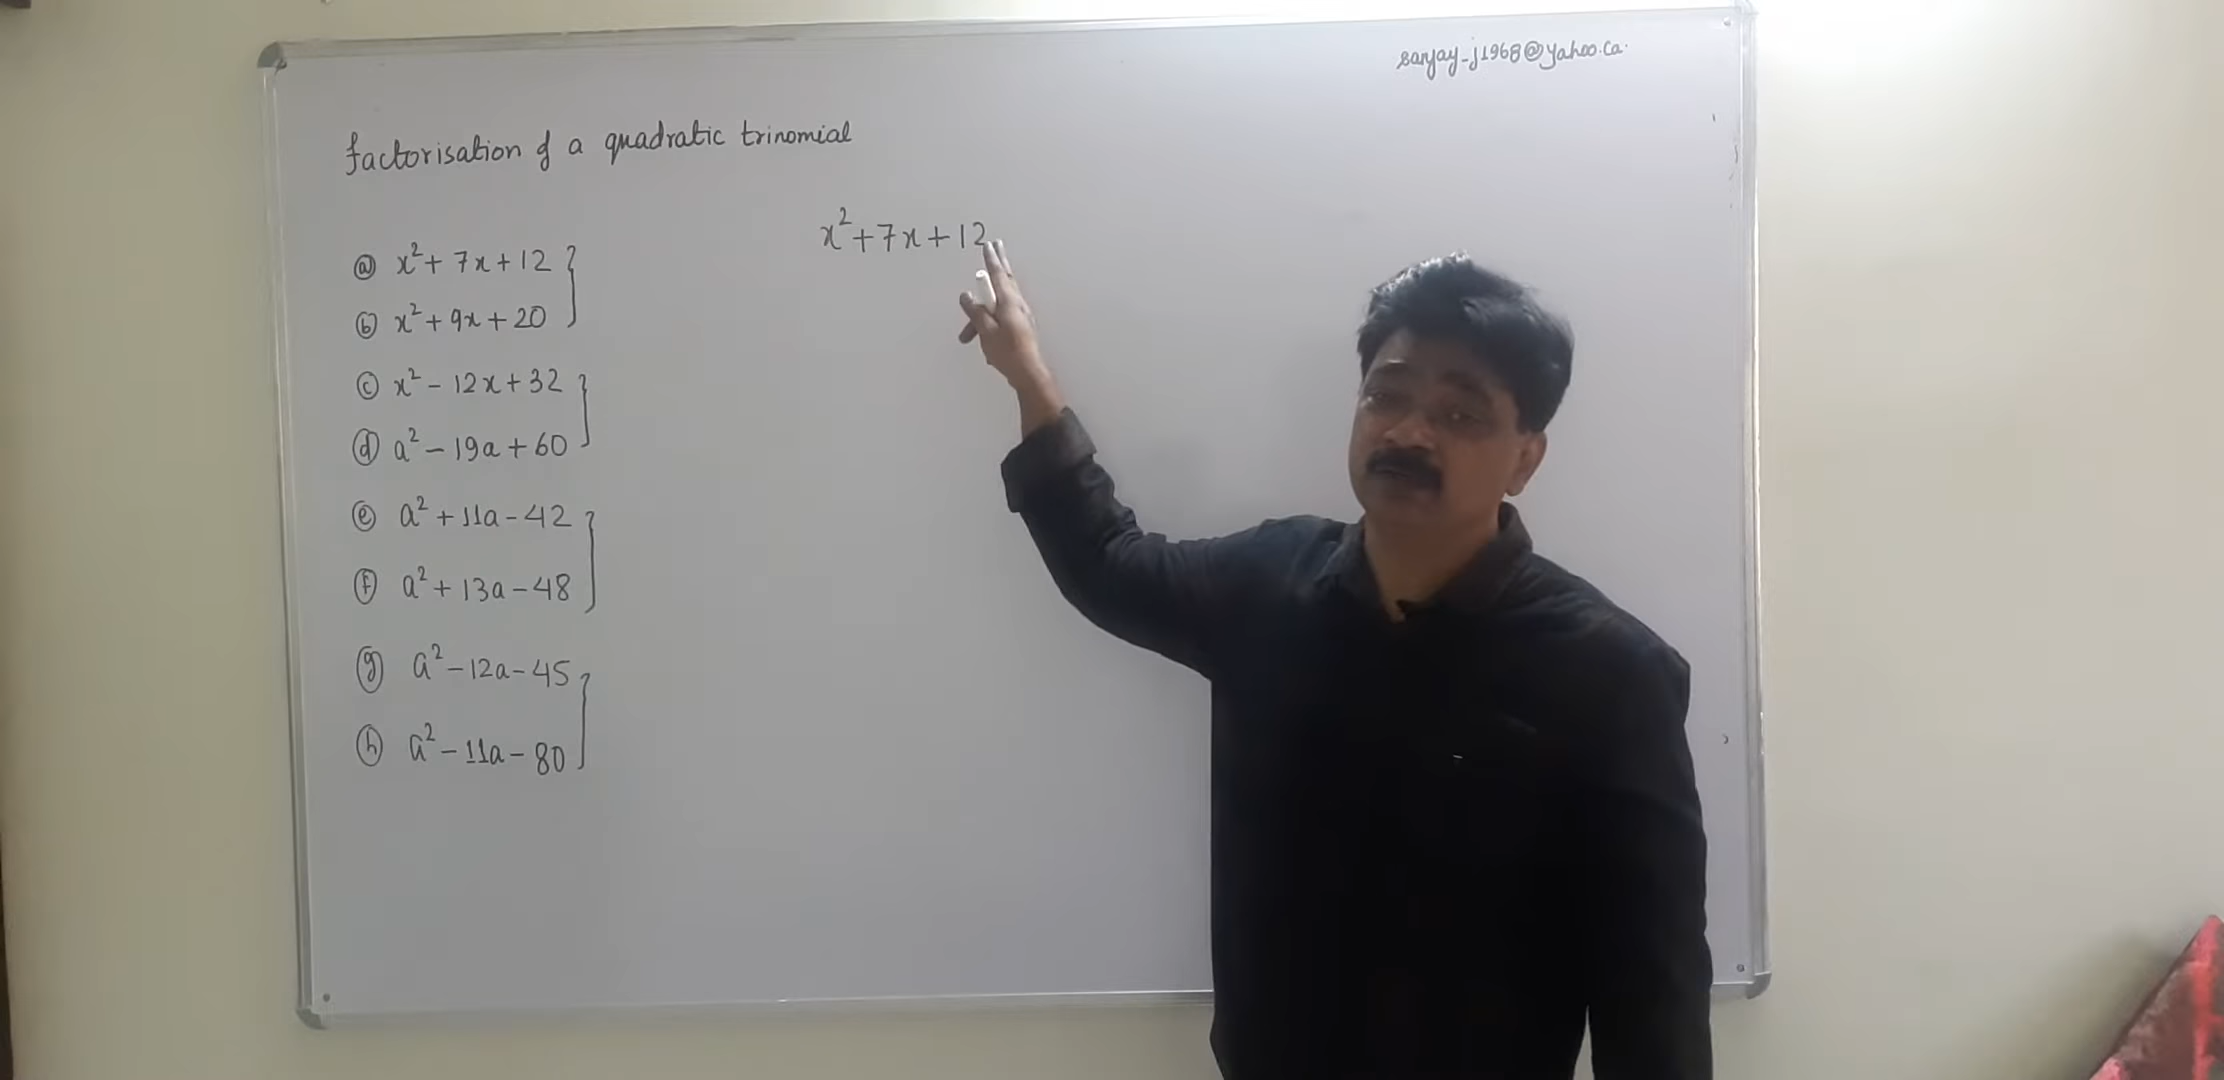 sanjay-j1968@yahoo.ca.
factorisation of a quadratic trinomial
x²+7x+12
ⓐ x²+ 7x+12
ⓑ x²+9x+20
ⓒ x²- 12x+32
ⓓ a²- 19a+60
ⓔ a²+11a-42
ⓕ a²+ 13a-48
ⓖ a²-12a-45
ⓗ a²-11a-80